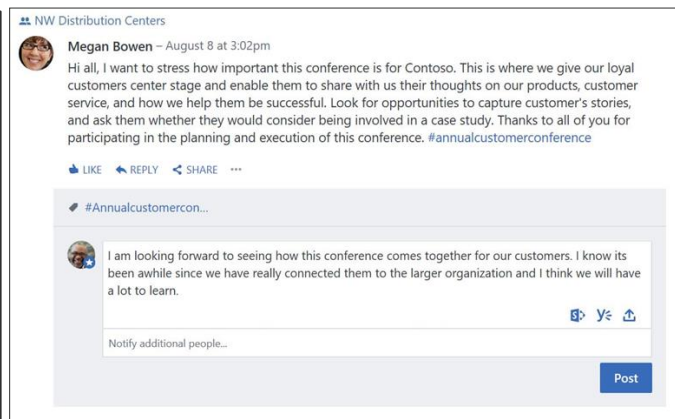 NW Distribution Centers
Megan Bowen – August 8 at 3:02pm
Hi all, I want to stress how important this conference is for Contoso. This is where we give our loyal
customers center stage and enable them to share with us their thoughts on our products, customer
service, and how we help them be successful. Look for opportunities to capture customer's stories,
and ask them whether they would consider being involved in a case study. Thanks to all of you for
participating in the planning and execution of this conference. #annualcustomerconference
LIKE REPLY SHARE ...
#Annualcustomercon...
I am looking forward to seeing how this conference comes together for our customers. I know its
been awhile since we have really connected them to the larger organization and I think we will have
a lot to learn.
Notify additional people...
Post